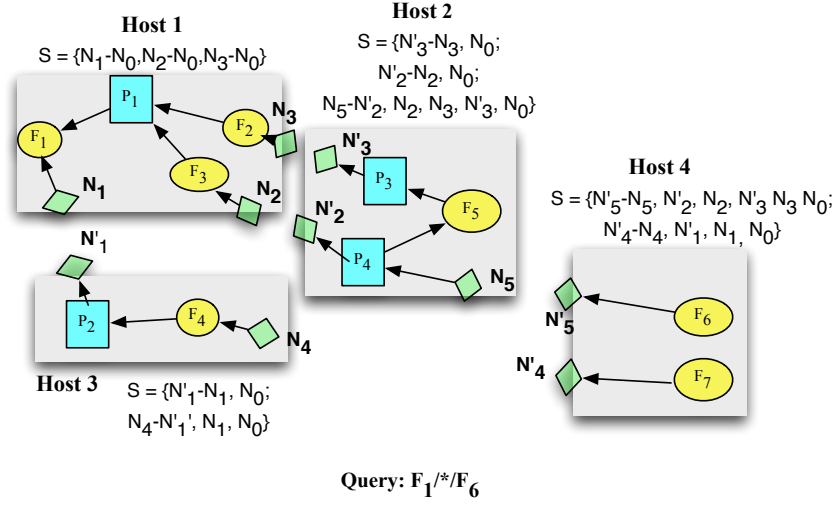 Host 1
S = {N1-N0,N2-N0,N3-N0}
P1
F1
F2
N3
F3
N1
N2
Host 2
S = {N'3-N3, N0;
N'2-N2, N0;
N5-N'2, N2, N3, N'3, N0}
N'3
P3
N'2
F5
P4
N5
Host 4
S = {N'5-N5, N'2, N2, N'3 N3 N0;
N'4-N4, N'1, N1, N0}
N'5
F6
N'4
F7
N'1
P2
F4
N4
Host 3
S = {N'1-N1, N0;
N4-N'1', N1, N0}
Query: F1/*/F6